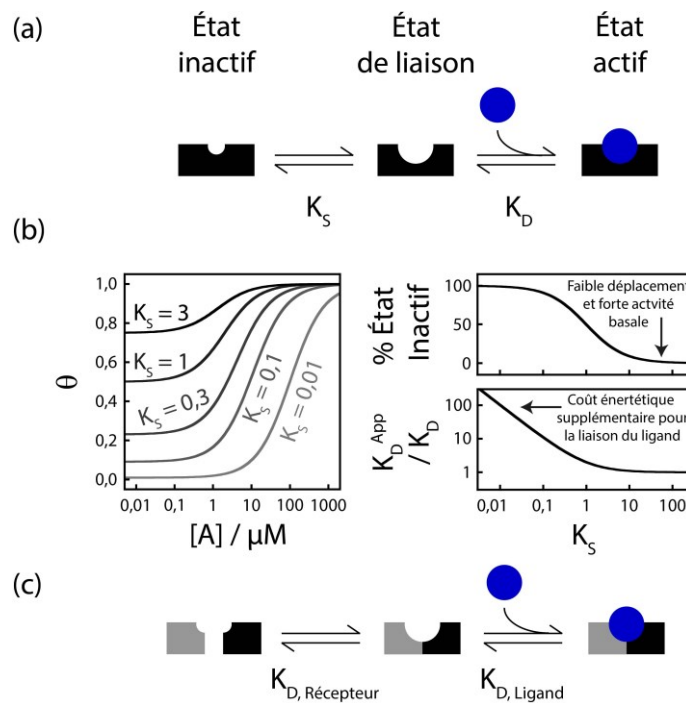 (a)
État
inactif
État
de liaison
État
actif
K_S
K_D
(b)
1,0
0,8
0,6
0,4
0,2
0,0
θ
K_S = 3
K_S = 1
K_S = 0,3
K_S = 0,1
K_S = 0,01
0,01 0,1 1 10 100 1000
[A] / µM
% État
Inactif
100
50
0
Faible déplacement
et forte actvité
basale
K_D^App
/ K_D
100
10
1
Coût énertétique
supplémentaire pour
la liaison du ligand
0,01 0,1 1 10 100
K_S
(c)
K_D, Récepteur
K_D, Ligand